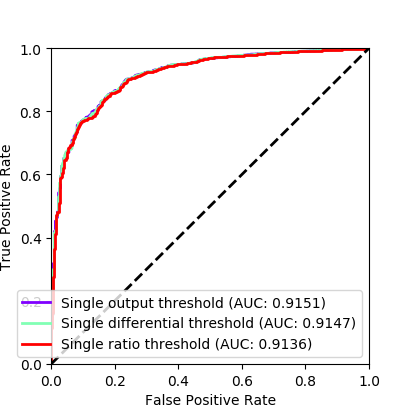 1.0
0.8
0.6
0.4
0.2
0.0
True Positive Rate
Single output threshold (AUC: 0.9151)
Single differential threshold (AUC: 0.9147)
Single ratio threshold (AUC: 0.9136)
0.0 0.2 0.4 0.6 0.8 1.0
False Positive Rate